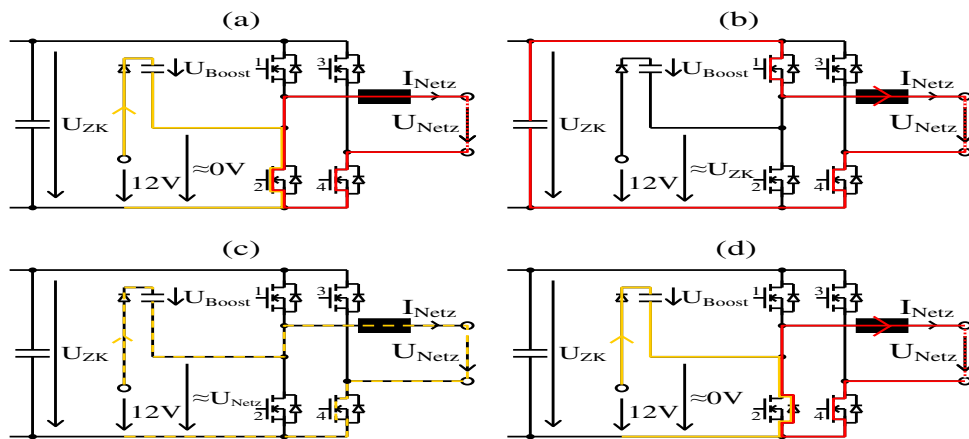 (a)
1
3
U_Boost
I_Netz
U_ZK
U_Netz
12V
≈0V
2
4
(b)
1
3
U_Boost
I_Netz
U_ZK
U_Netz
12V
≈U_ZK
2
4
(c)
1
3
U_Boost
I_Netz
U_ZK
U_Netz
12V
≈U_Netz
2
4
(d)
1
3
U_Boost
I_Netz
U_ZK
U_Netz
12V
≈0V
2
4